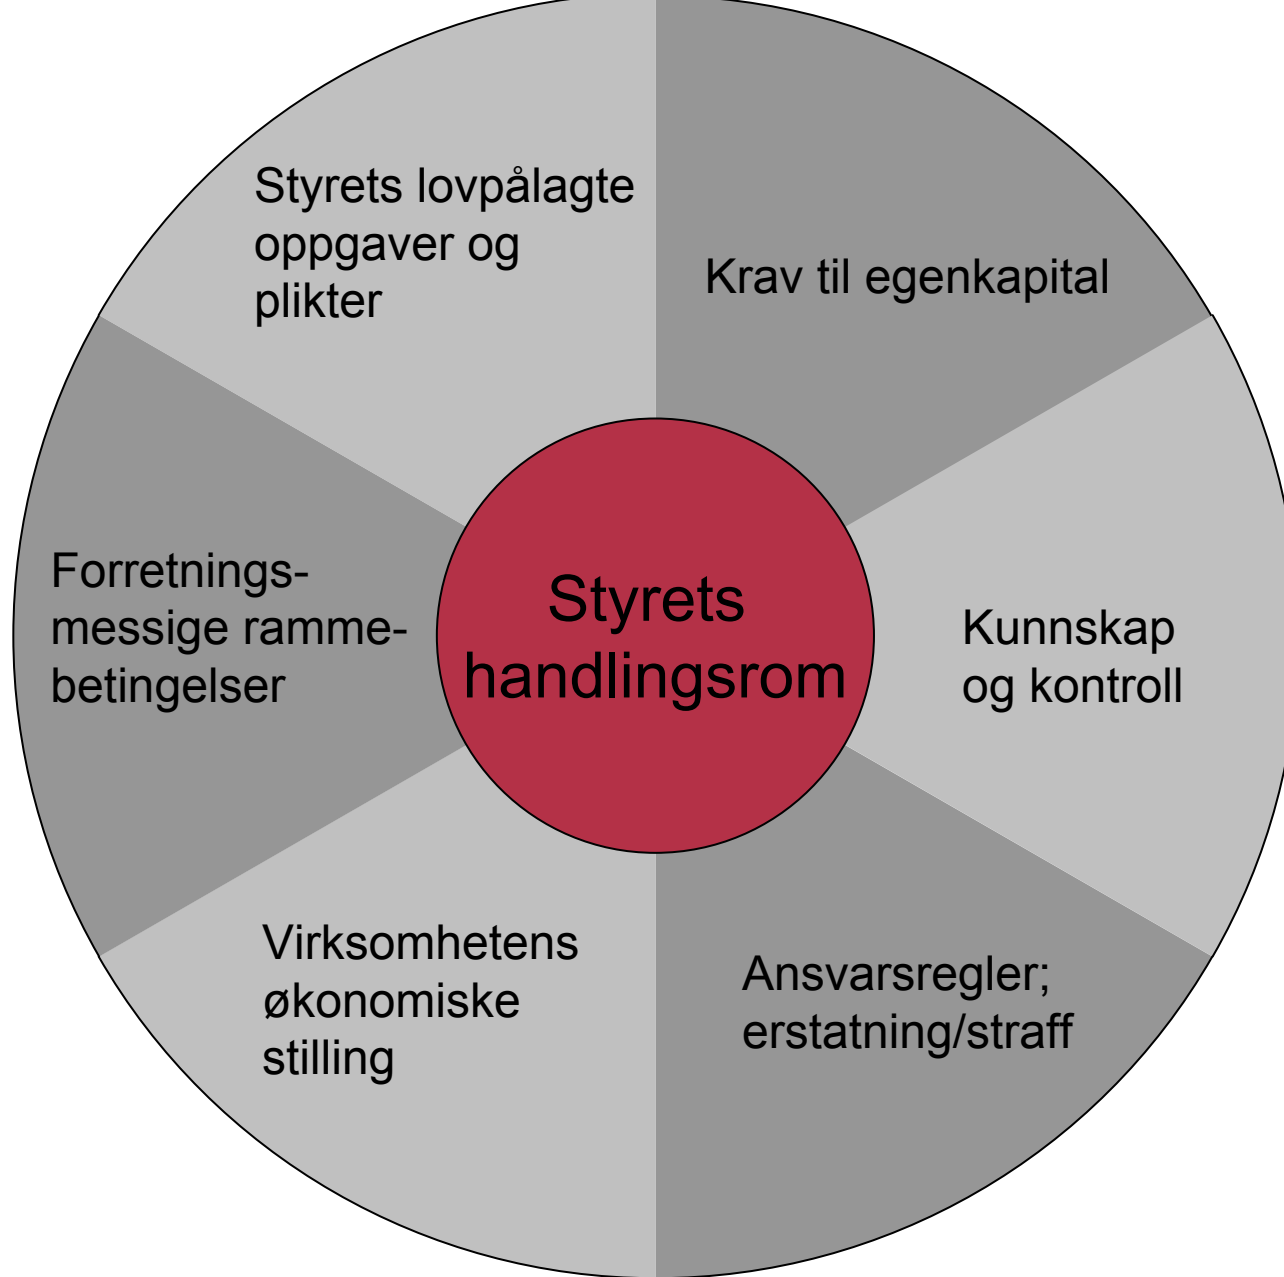 Styrets lovpålagte
oppgaver og
plikter
Krav til egenkapital
Forretnings-
messige ramme-
betingelser
Styrets
handlingsrom
Kunnskap
og kontroll
Virksomhetens
økonomiske
stilling
Ansvarsregler;
erstatning/straff